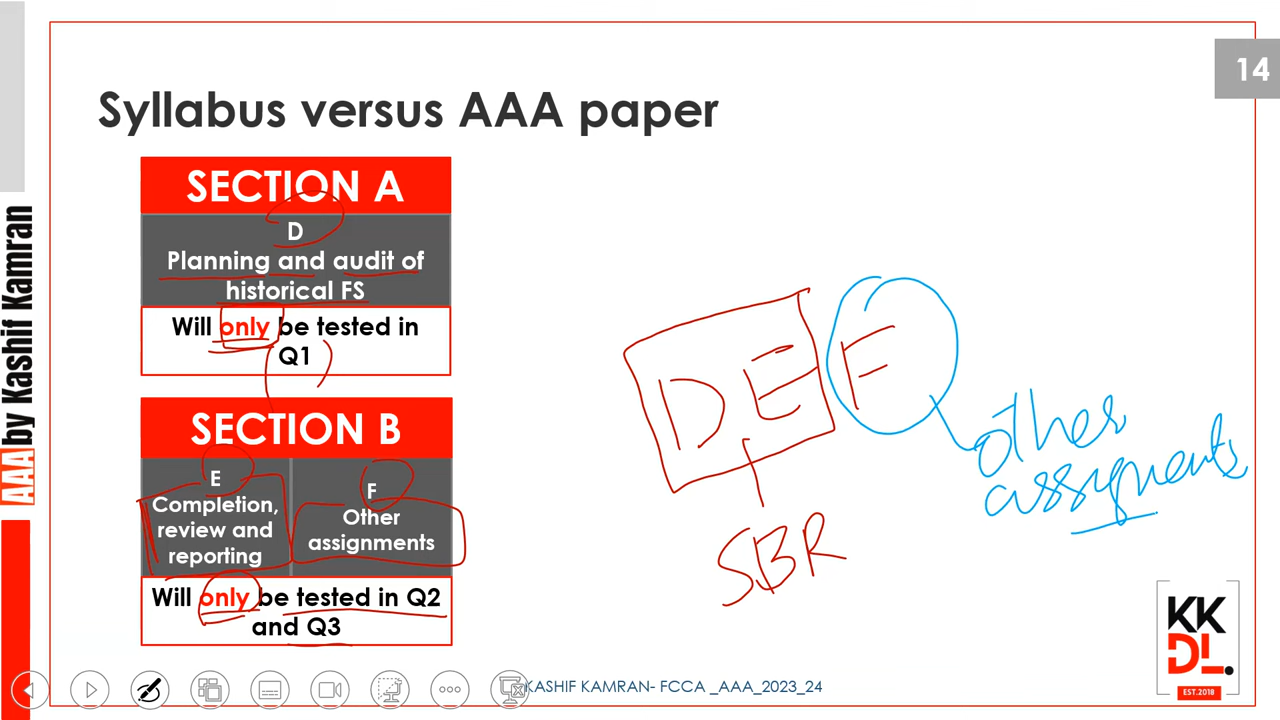 14
Syllabus versus AAA paper
AAA by Kashif Kamran
SECTION A
D
Planning and audit of
historical FS
Will only be tested in
Q1
SECTION B
E
Completion,
review and
reporting
F
Other
assignments
Will only be tested in Q2
and Q3
D E F
other
assignments
SBR
KASHIF KAMRAN- FCCA _AAA_2023_24
KK
DL.
EST.2018